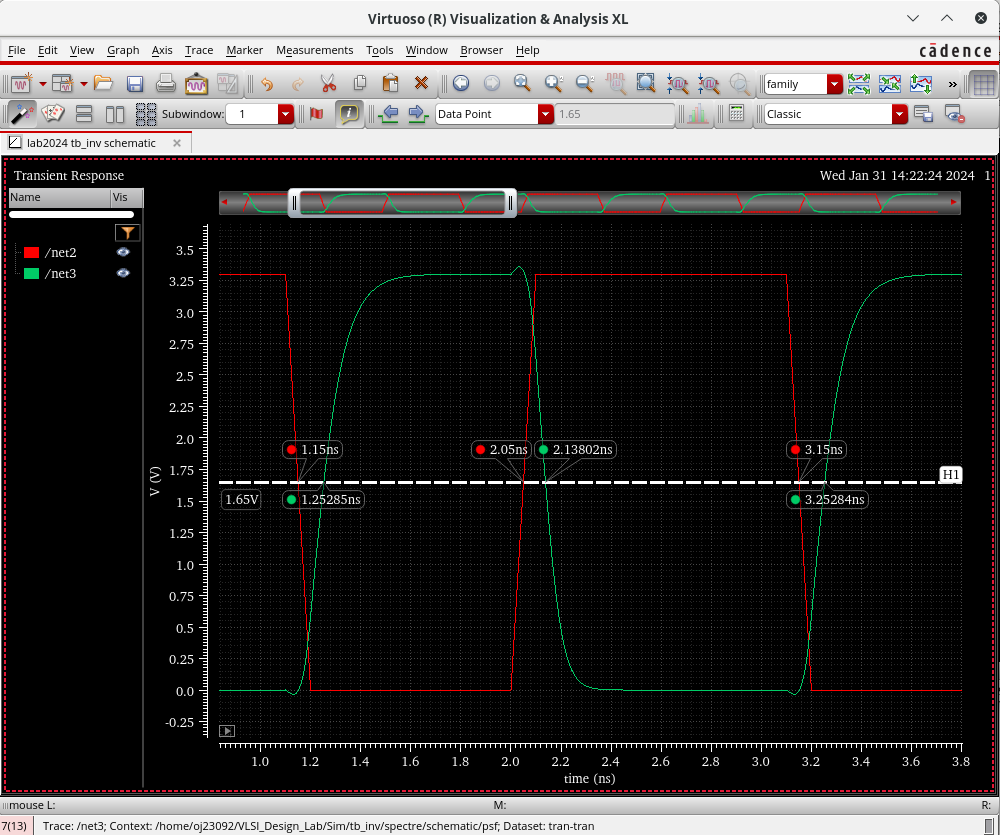 Virtuoso (R) Visualization & Analysis XL
File Edit View Graph Axis Trace Marker Measurements Tools Window Browser Help
cādence
family
»
Subwindow: 1
Data Point
1.65
Classic
lab2024 tb_inv schematic
Transient Response
Wed Jan 31 14:22:24 2024 1
Name Vis
/net2
/net3
3.5
3.25
3.0
2.75
2.5
2.25
2.0
1.75
1.5
1.25
1.0
0.75
0.5
0.25
0.0
-0.25
V (V)
1.15ns
2.05ns
2.13802ns
3.15ns
H1
1.65V
1.25285ns
3.25284ns
1.0 1.2 1.4 1.6 1.8 2.0 2.2 2.4 2.6 2.8 3.0 3.2 3.4 3.6 3.8
time (ns)
mouse L: M: R:
7(13) Trace: /net3; Context: /home/oj23092/VLSI_Design_Lab/Sim/tb_inv/spectre/schematic/psf; Dataset: tran-tran